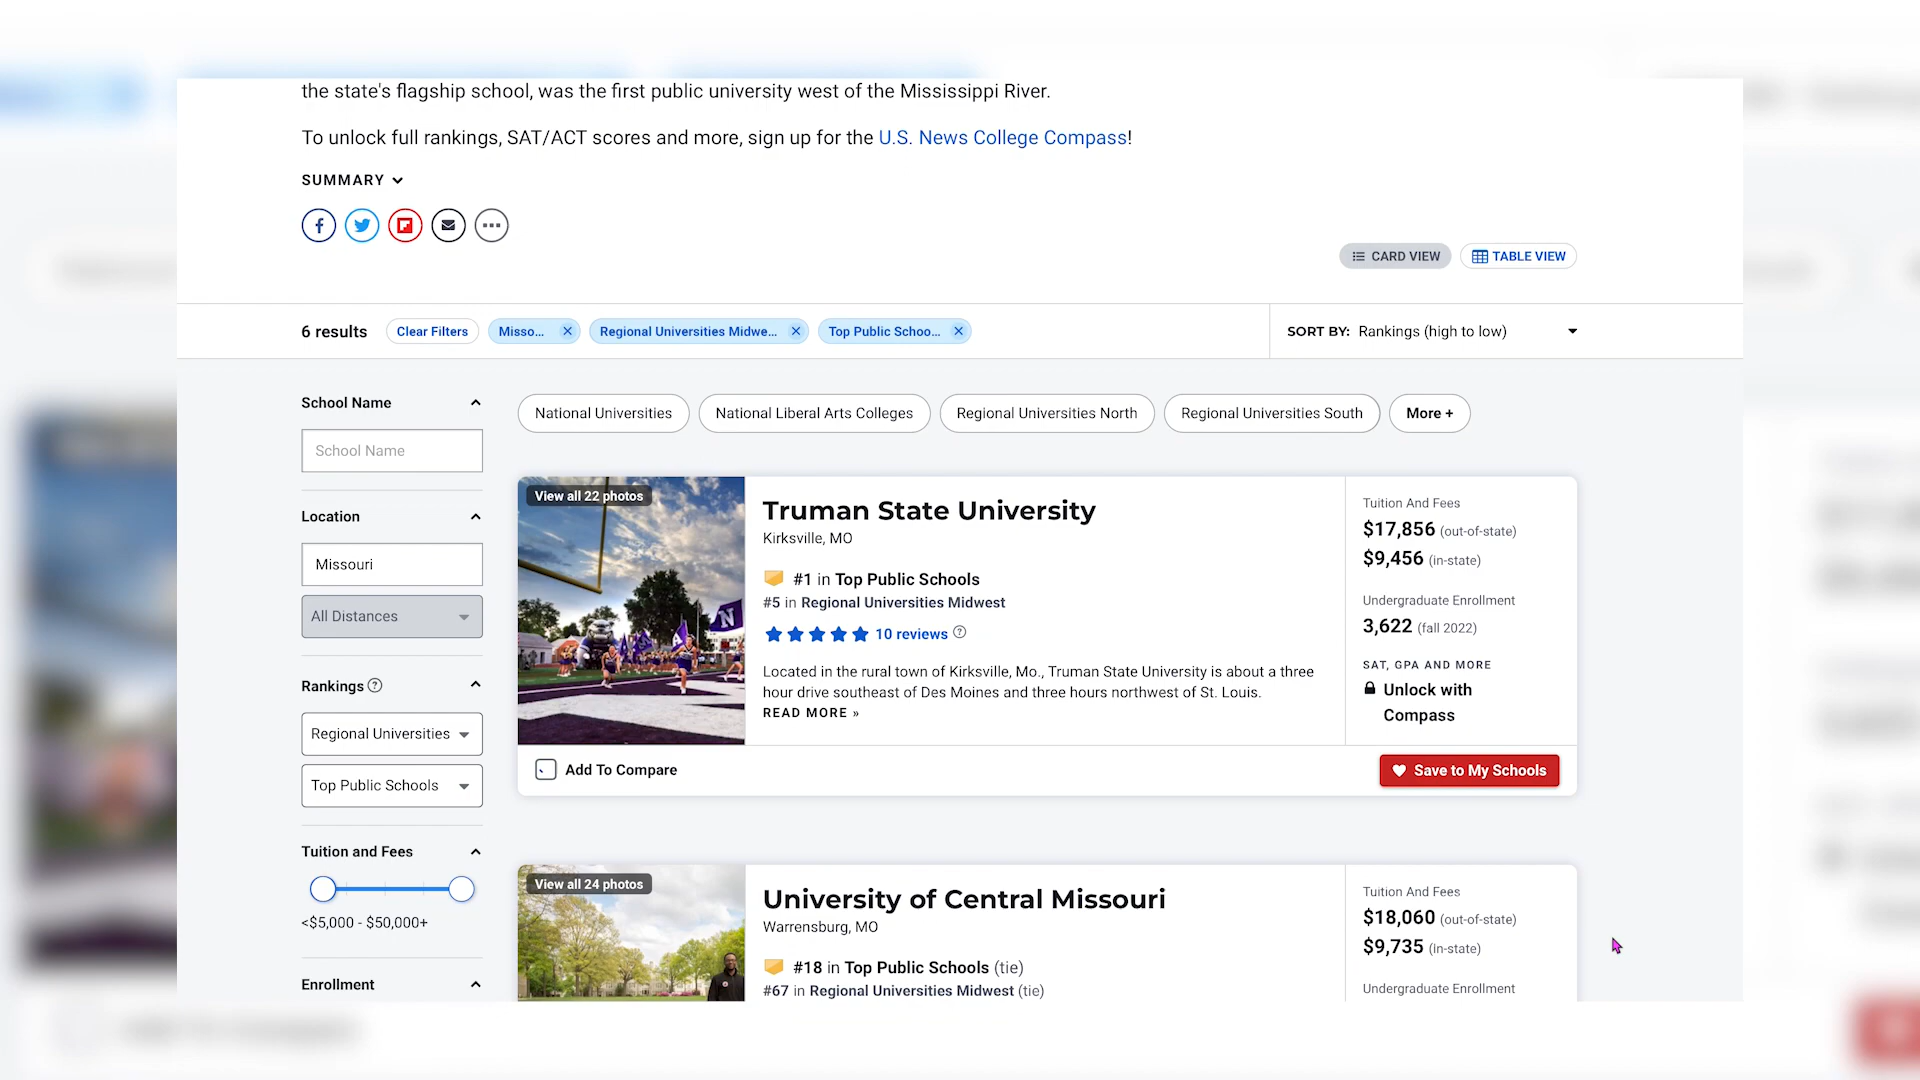 the state's flagship school, was the first public university west of the Mississippi River.
To unlock full rankings, SAT/ACT scores and more, sign up for the U.S. News College Compass!
SUMMARY
CARD VIEW
TABLE VIEW
6 results
Clear Filters
Misso...
Regional Universities Midwe...
Top Public Schoo...
SORT BY: Rankings (high to low)
School Name
School Name
Location
Missouri
All Distances
Rankings
Regional Universities
Top Public Schools
Tuition and Fees
<$5,000 - $50,000+
Enrollment
National Universities
National Liberal Arts Colleges
Regional Universities North
Regional Universities South
More +
View all 22 photos
N
Truman State University
Kirksville, MO
#1 in Top Public Schools
#5 in Regional Universities Midwest
10 reviews
Located in the rural town of Kirksville, Mo., Truman State University is about a three
hour drive southeast of Des Moines and three hours northwest of St. Louis.
READ MORE »
Tuition And Fees
$17,856 (out-of-state)
$9,456 (in-state)
Undergraduate Enrollment
3,622 (fall 2022)
SAT, GPA AND MORE
Unlock with
Compass
Add To Compare
Save to My Schools
View all 24 photos
University of Central Missouri
Warrensburg, MO
#18 in Top Public Schools (tie)
#67 in Regional Universities Midwest (tie)
Tuition And Fees
$18,060 (out-of-state)
$9,735 (in-state)
Undergraduate Enrollment